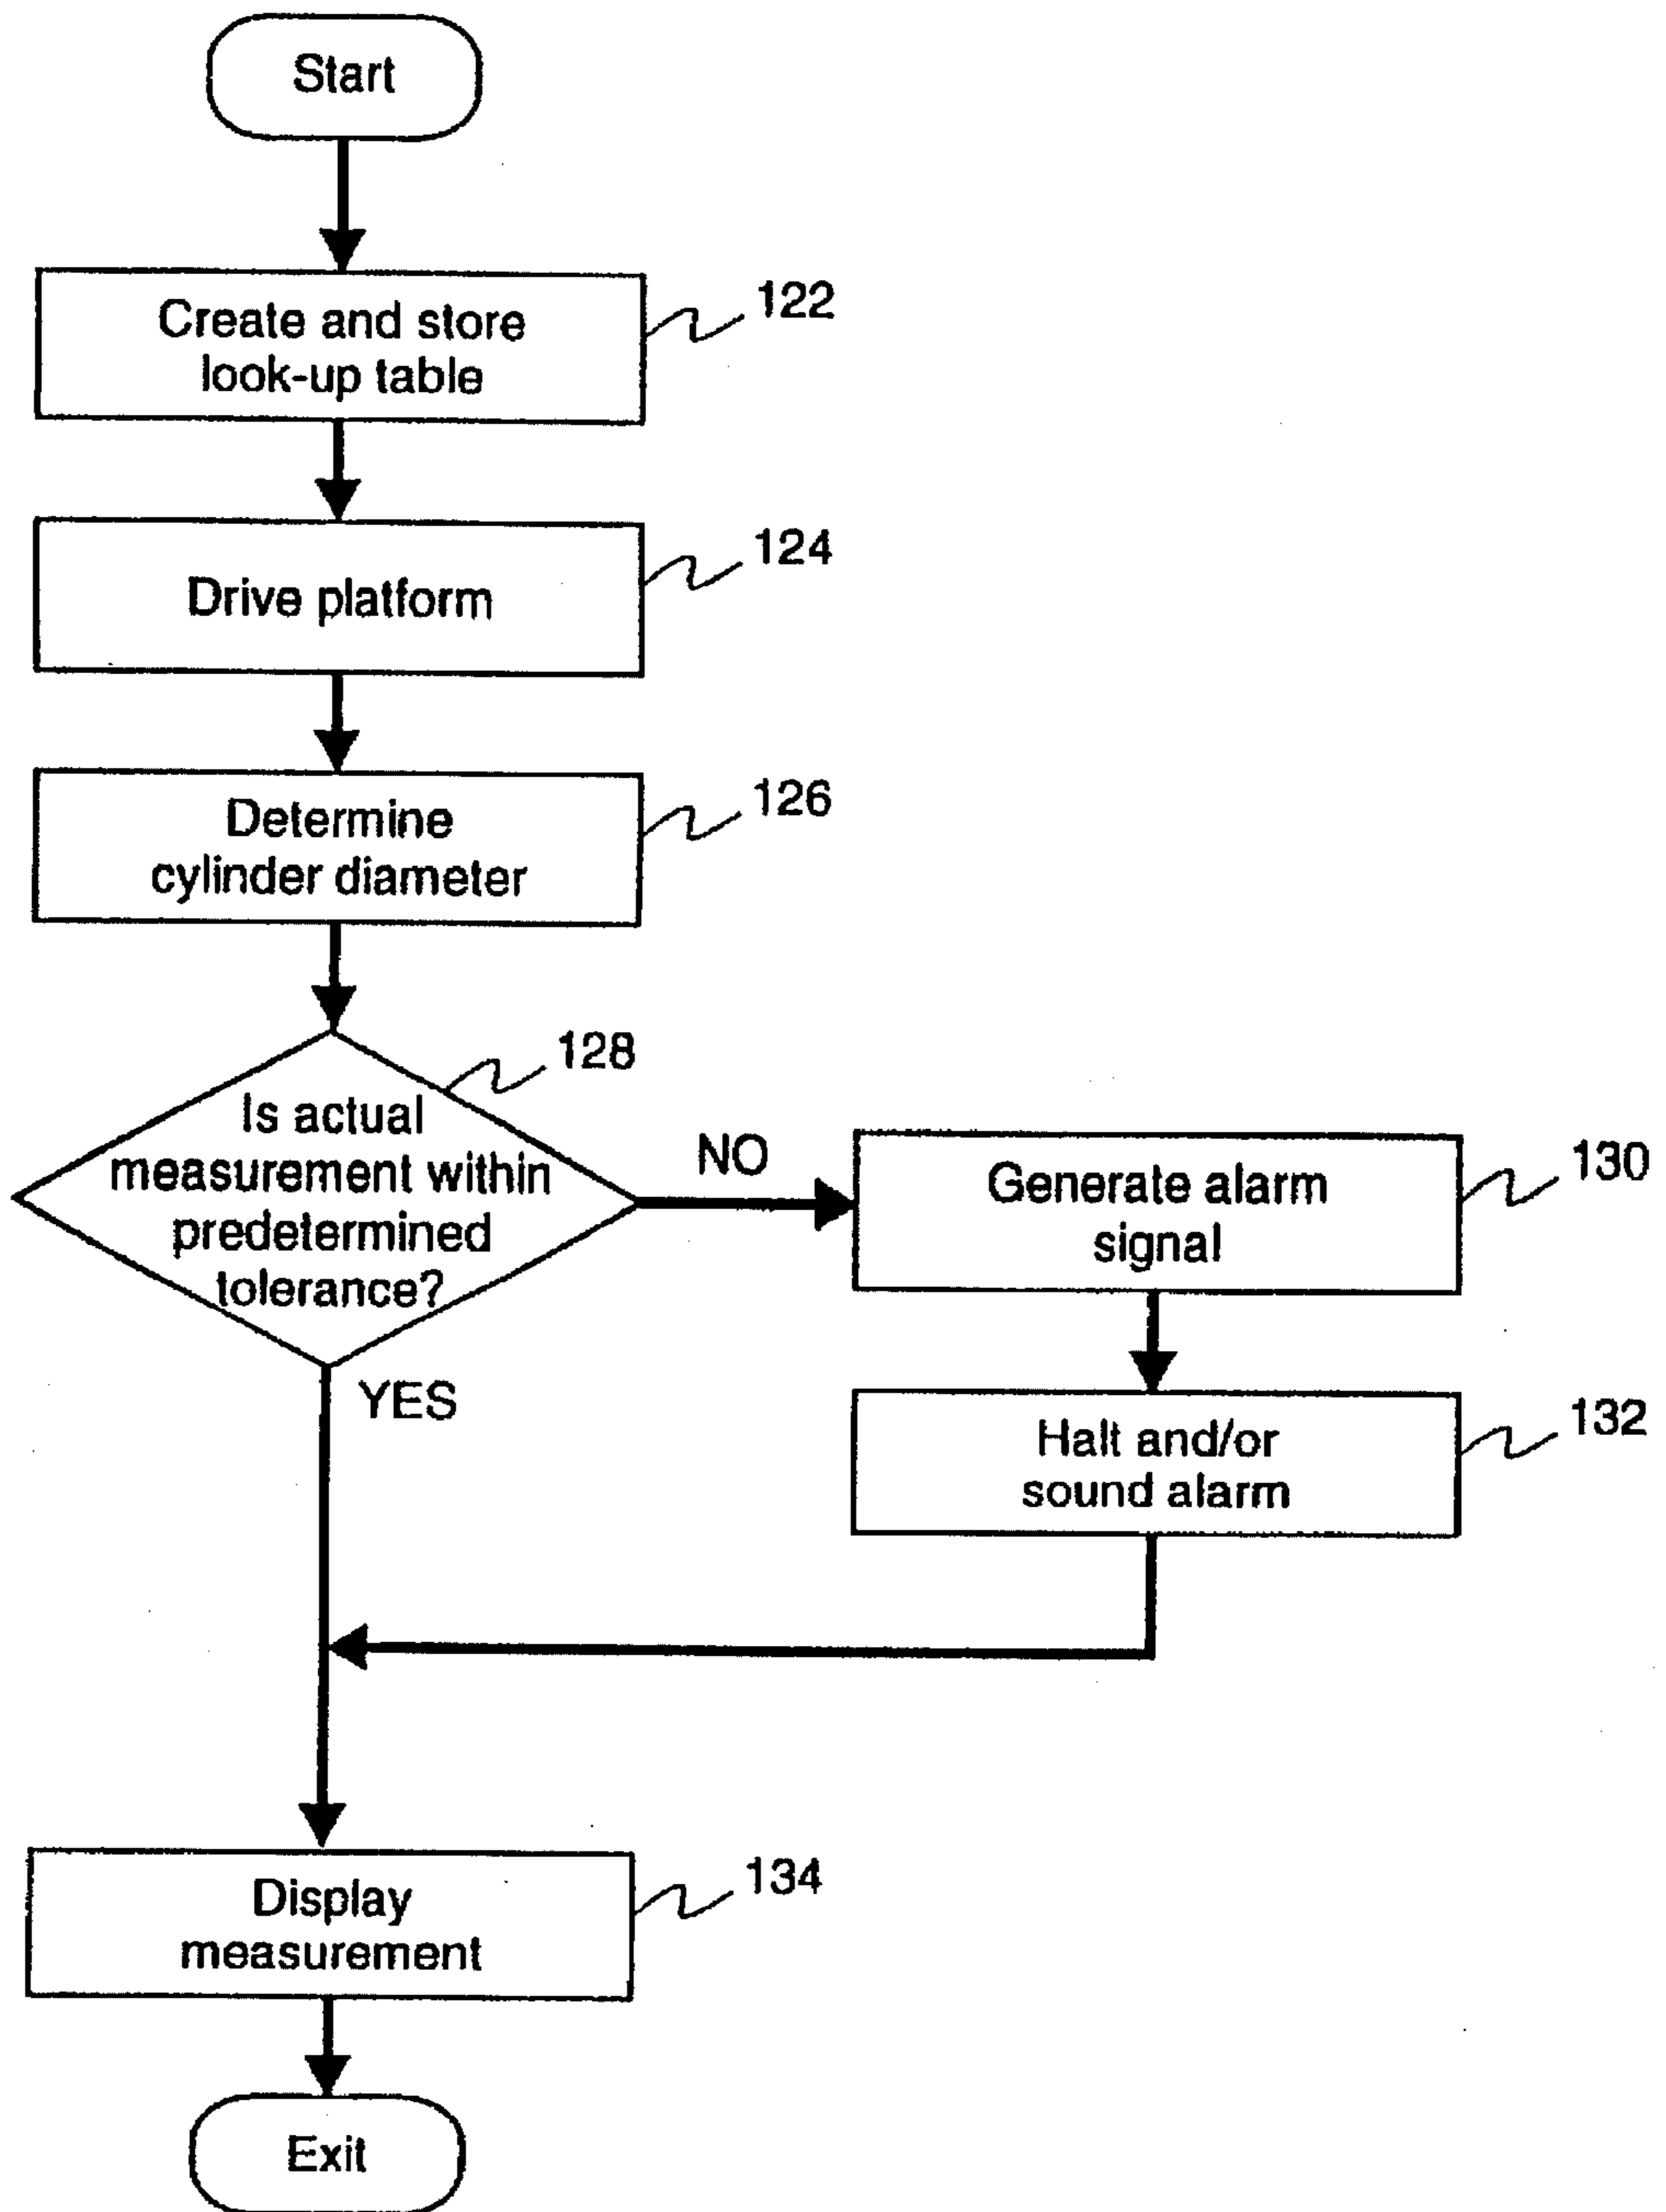 Start
Create and store
look-up table
122
Drive platform
124
Determine
cylinder diameter
126
Is actual
measurement within
predetermined
tolerance?
128
NO
YES
Generate alarm
signal
130
Halt and/or
sound alarm
132
Display
measurement
134
Exit